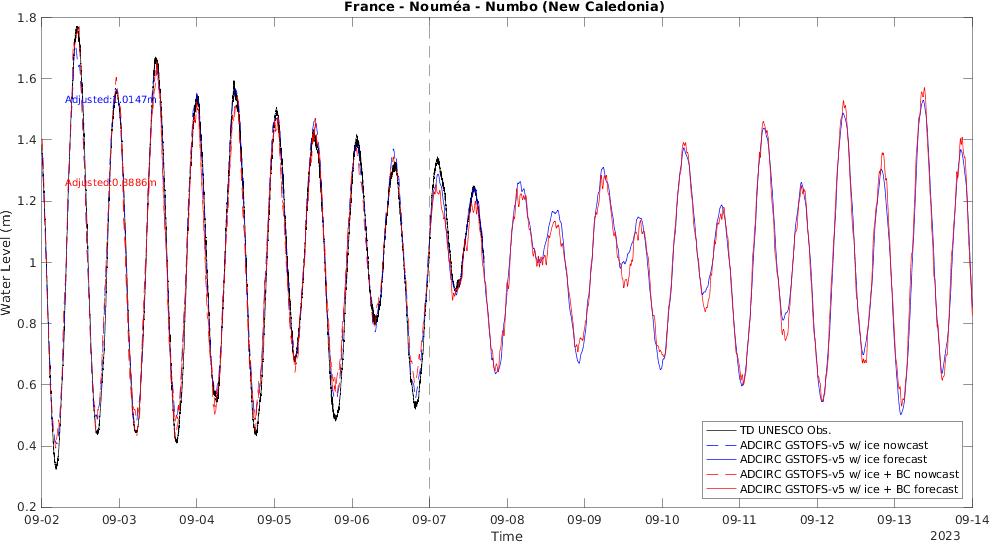 France - Nouméa - Numbo (New Caledonia)
1.8
1.6
1.4
1.2
1
0.8
0.6
0.4
0.2
Water Level (m)
Adjusted:1.0147m
Adjusted:0.8886m
TD UNESCO Obs.
ADCIRC GSTOFS-v5 w/ ice nowcast
ADCIRC GSTOFS-v5 w/ ice forecast
ADCIRC GSTOFS-v5 w/ ice + BC nowcast
ADCIRC GSTOFS-v5 w/ ice + BC forecast
09-02 09-03 09-04 09-05 09-06 09-07 09-08 09-09 09-10 09-11 09-12 09-13 09-14
Time
2023